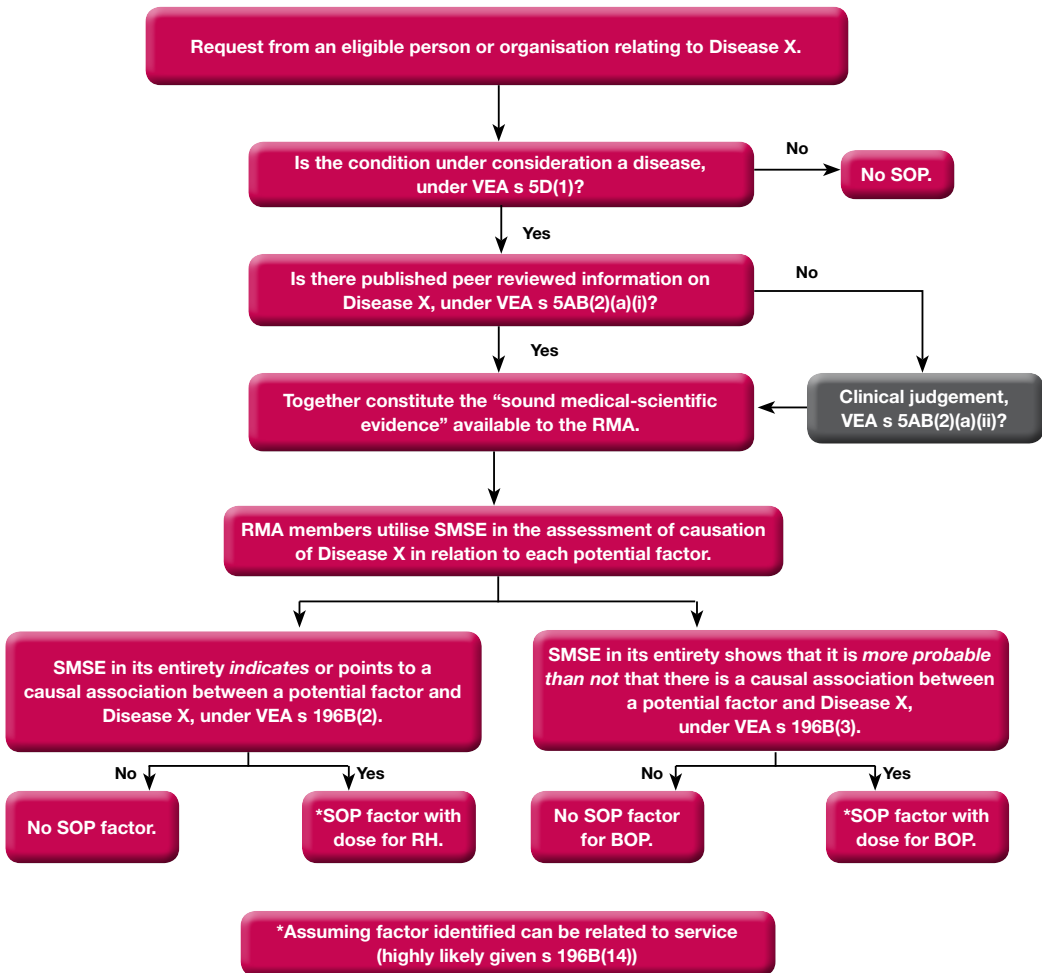 Request from an eligible person or organisation relating to Disease X.
Is the condition under consideration a disease,
under VEA s 5D(1)?
No
No SOP.
Yes
Is there published peer reviewed information on
Disease X, under VEA s 5AB(2)(a)(i)?
No
Yes
Together constitute the “sound medical-scientific
evidence” available to the RMA.
Clinical judgement,
VEA s 5AB(2)(a)(ii)?
RMA members utilise SMSE in the assessment of causation
of Disease X in relation to each potential factor.
SMSE in its entirety indicates or points to a
causal association between a potential factor and
Disease X, under VEA s 196B(2).
SMSE in its entirety shows that it is more probable
than not that there is a causal association between
a potential factor and Disease X,
under VEA s 196B(3).
No
Yes
No
Yes
No SOP factor.
*SOP factor with
dose for RH.
No SOP factor
for BOP.
*SOP factor with
dose for BOP.
*Assuming factor identified can be related to service
(highly likely given s 196B(14))